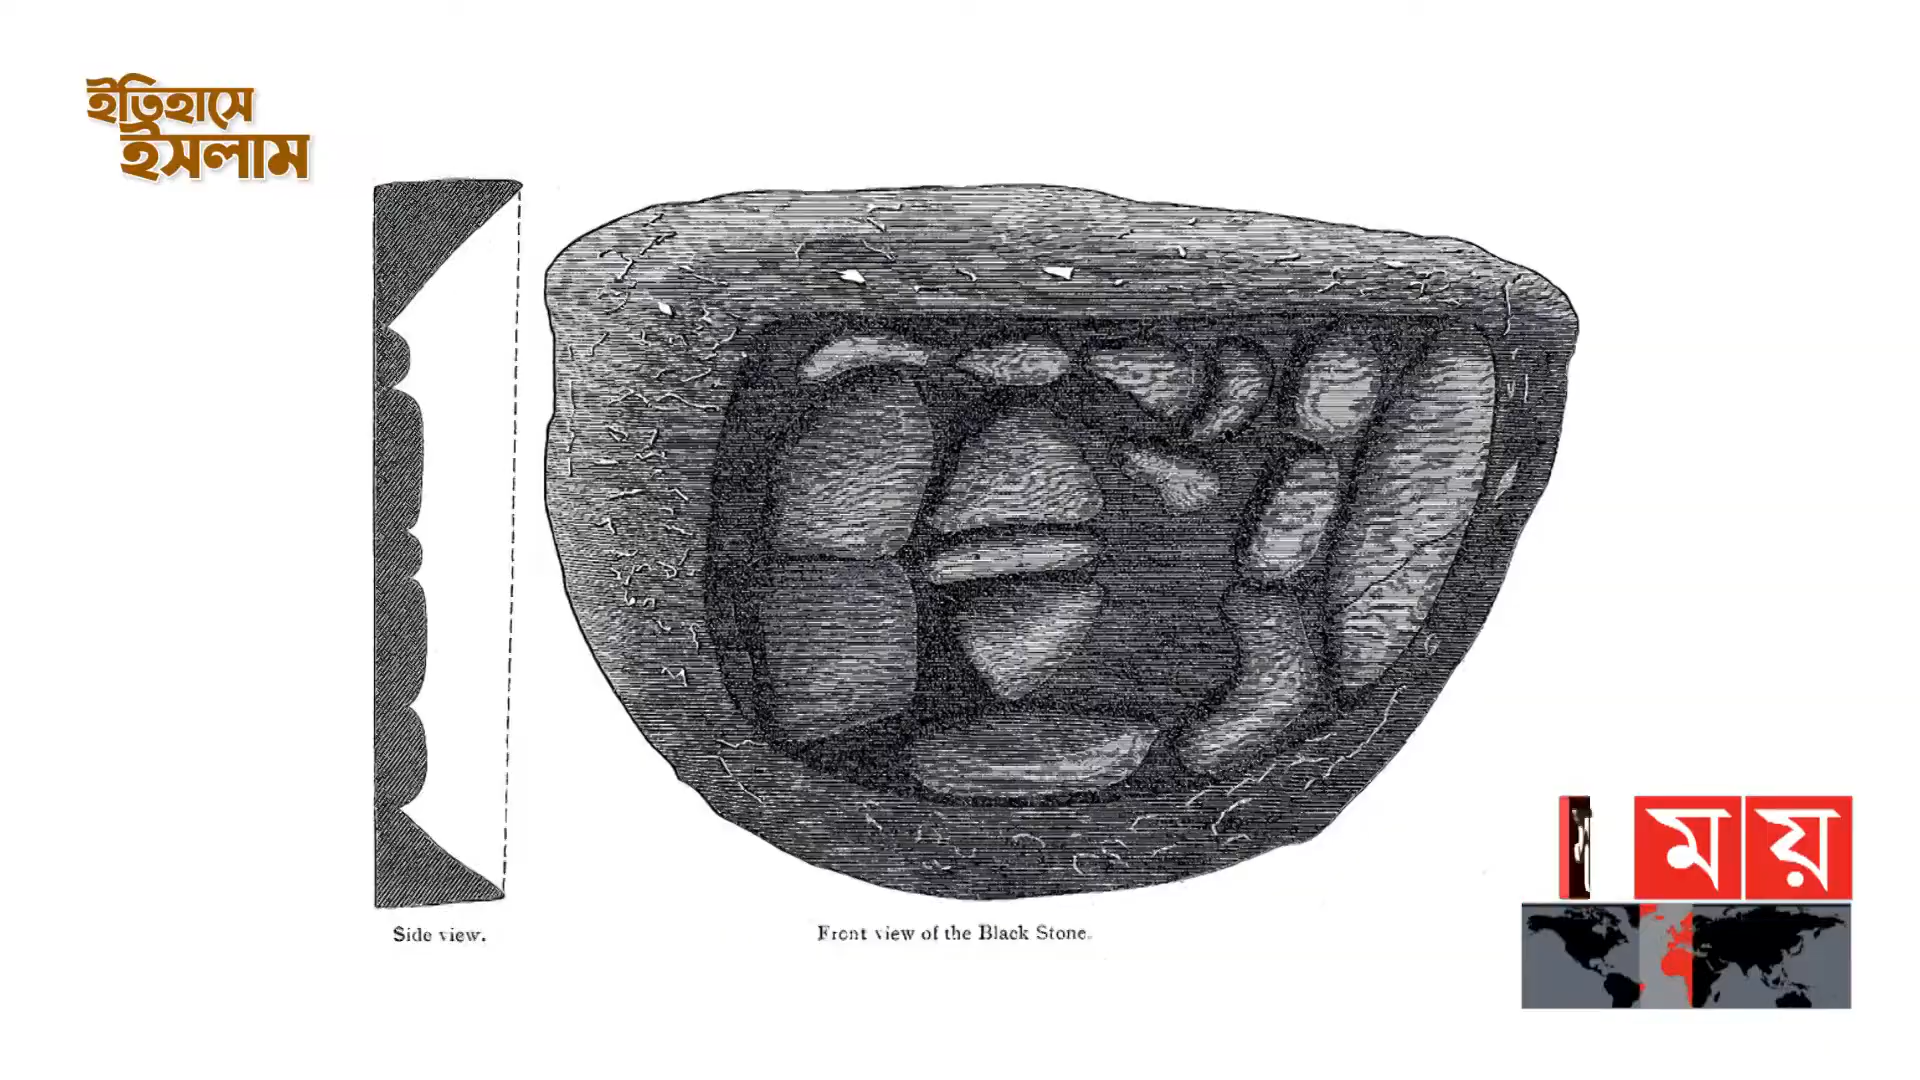 ইতিহাসে
ইসলাম
Side view.
Front view of the Black Stone.
ময়